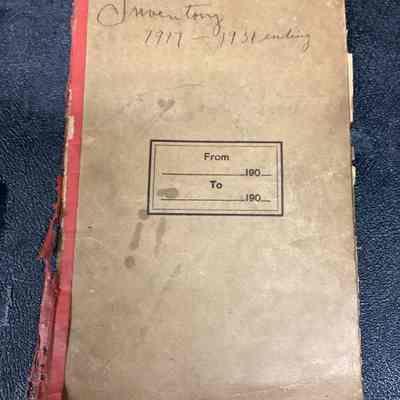 Inventory
1917 - 1931 ending
From
190
To
190